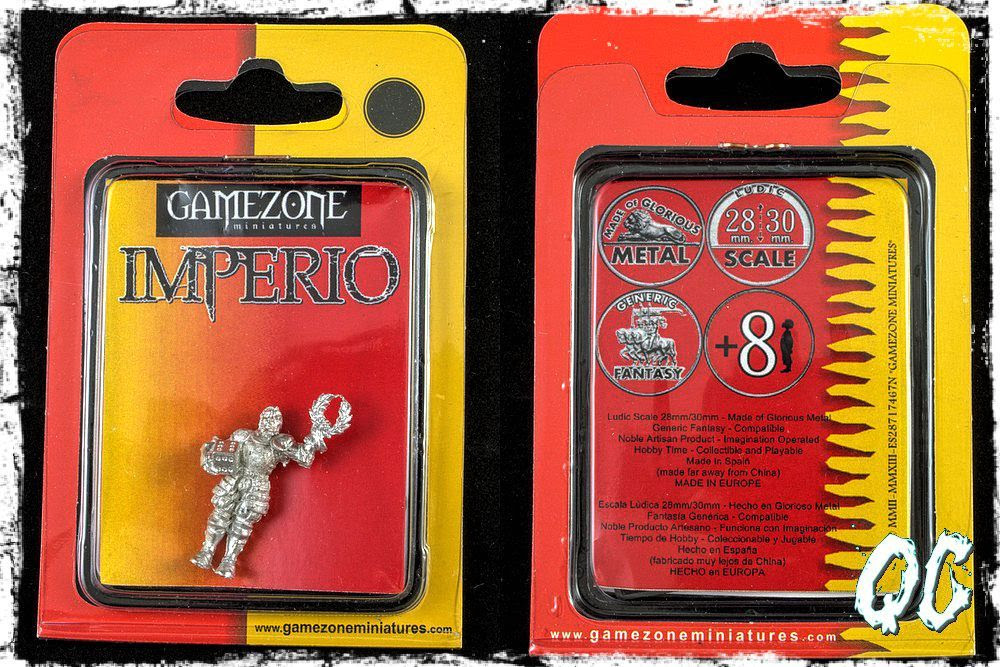 GAMEZONE
miniatures
IMPERIO
www.gamezoneminiatures.com
MADE OF GLORIOUS
METAL
LUDIC
28 30
mm. mm.
SCALE
GENERIC
FANTASY
+8
Ludic Scale 28mm/30mm - Made of Glorious Metal
Generic Fantasy - Compatible
Noble Artisan Product - Imagination Operated
Hobby Time - Collectible and Playable
Made in Spain
(made far away from China)
MADE IN EUROPE
Escala Lúdica 28mm/30mm - Hecho en Glorioso Metal
Fantasía Genérica - Compatible
Noble Producto Artesano - Funciona con Imaginación
Tiempo de Hobby - Coleccionable y Jugable
Hecho en España
(fabricado muy lejos de China)
HECHO en EUROPA
MMII-MMXIII-ES28717467N "GAMEZONE MINIATURES"
www.gamezoneminiatures.com
QC